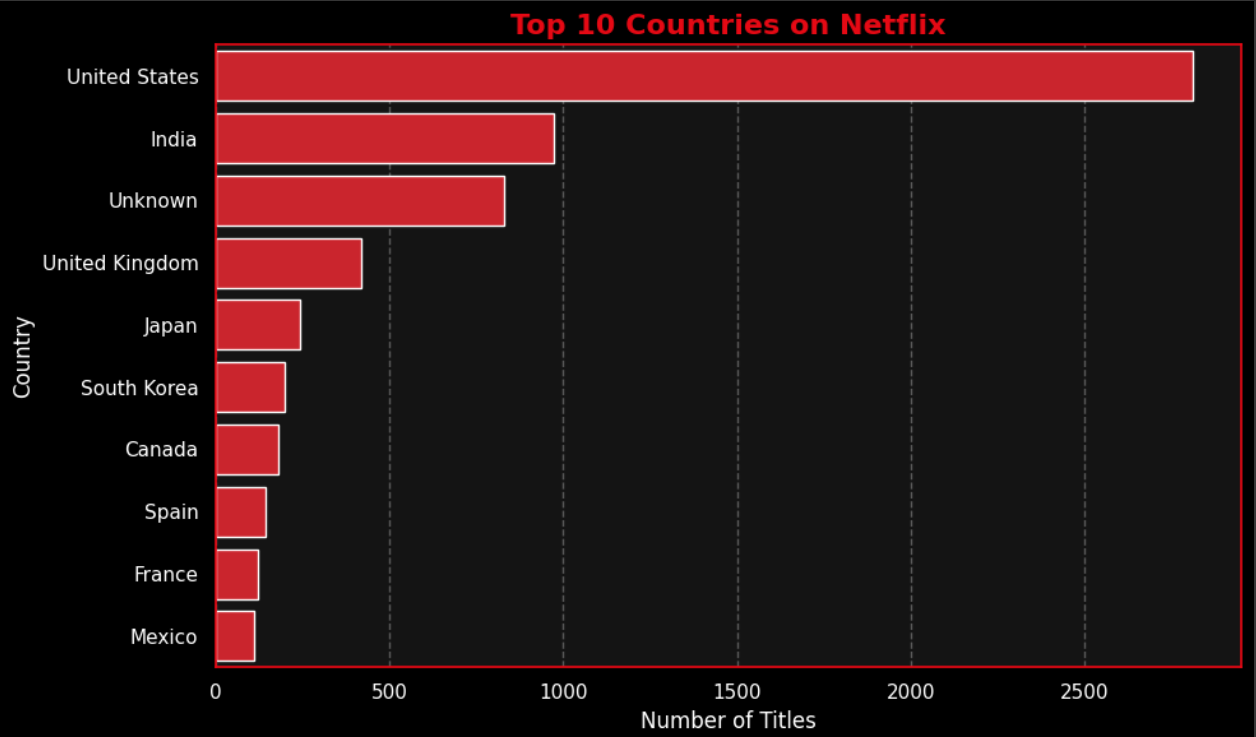 Top 10 Countries on Netflix
United States
India
Unknown
United Kingdom
Japan
South Korea
Canada
Spain
France
Mexico
Country
0 500 1000 1500 2000 2500
Number of Titles